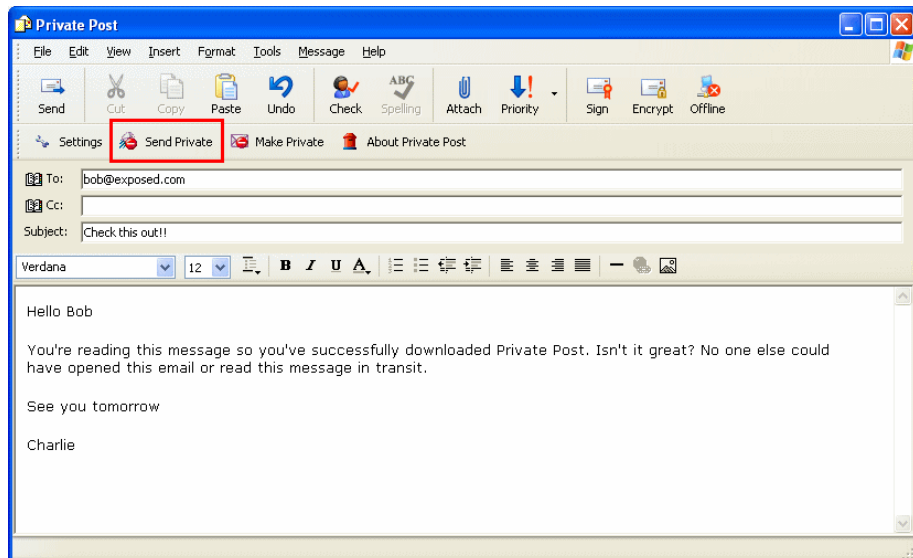 Private Post
File Edit View Insert Format Tools Message Help
ABC
Send Cut Copy Paste Undo Check Spelling Attach Priority Sign Encrypt Offline
Settings Send Private Make Private About Private Post
To: bob@exposed.com
Cc:
Subject: Check this out!!
Verdana 12 B I U A
Hello Bob
You're reading this message so you've successfully downloaded Private Post. Isn't it great? No one else could
have opened this email or read this message in transit.
See you tomorrow
Charlie